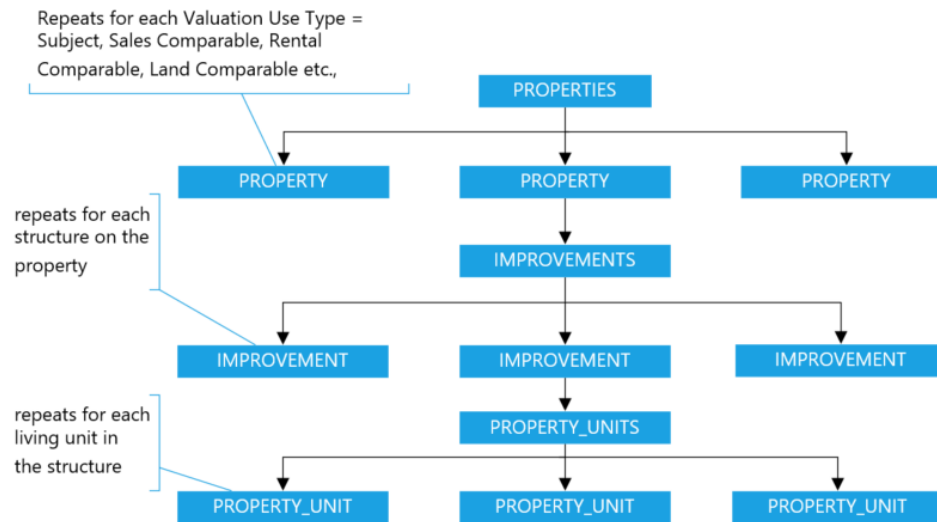 Repeats for each Valuation Use Type =
Subject, Sales Comparable, Rental
Comparable, Land Comparable etc.,
PROPERTIES
PROPERTY
PROPERTY
PROPERTY
repeats for each
structure on the
property
IMPROVEMENTS
IMPROVEMENT
IMPROVEMENT
IMPROVEMENT
repeats for each
living unit in
the structure
PROPERTY_UNITS
PROPERTY_UNIT
PROPERTY_UNIT
PROPERTY_UNIT